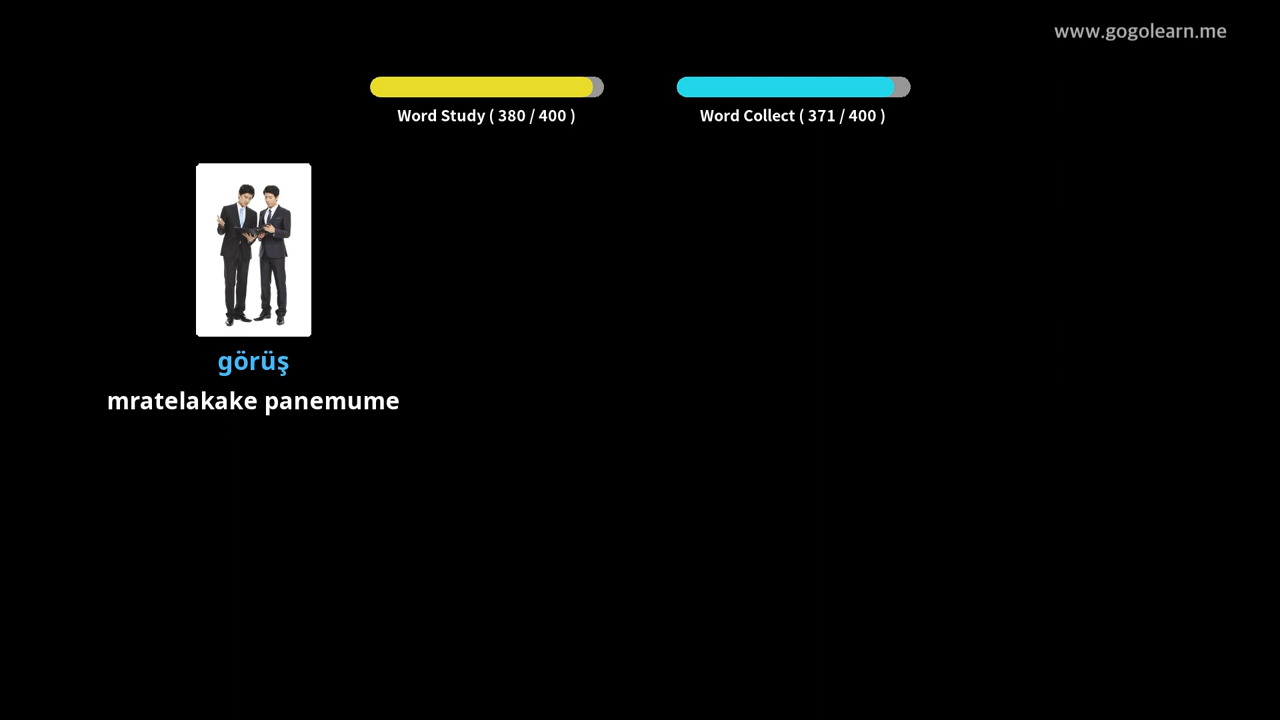 www.gogolearn.me
Word Study ( 380 / 400 )
Word Collect ( 371 / 400 )
görüş
mratelakake panemume